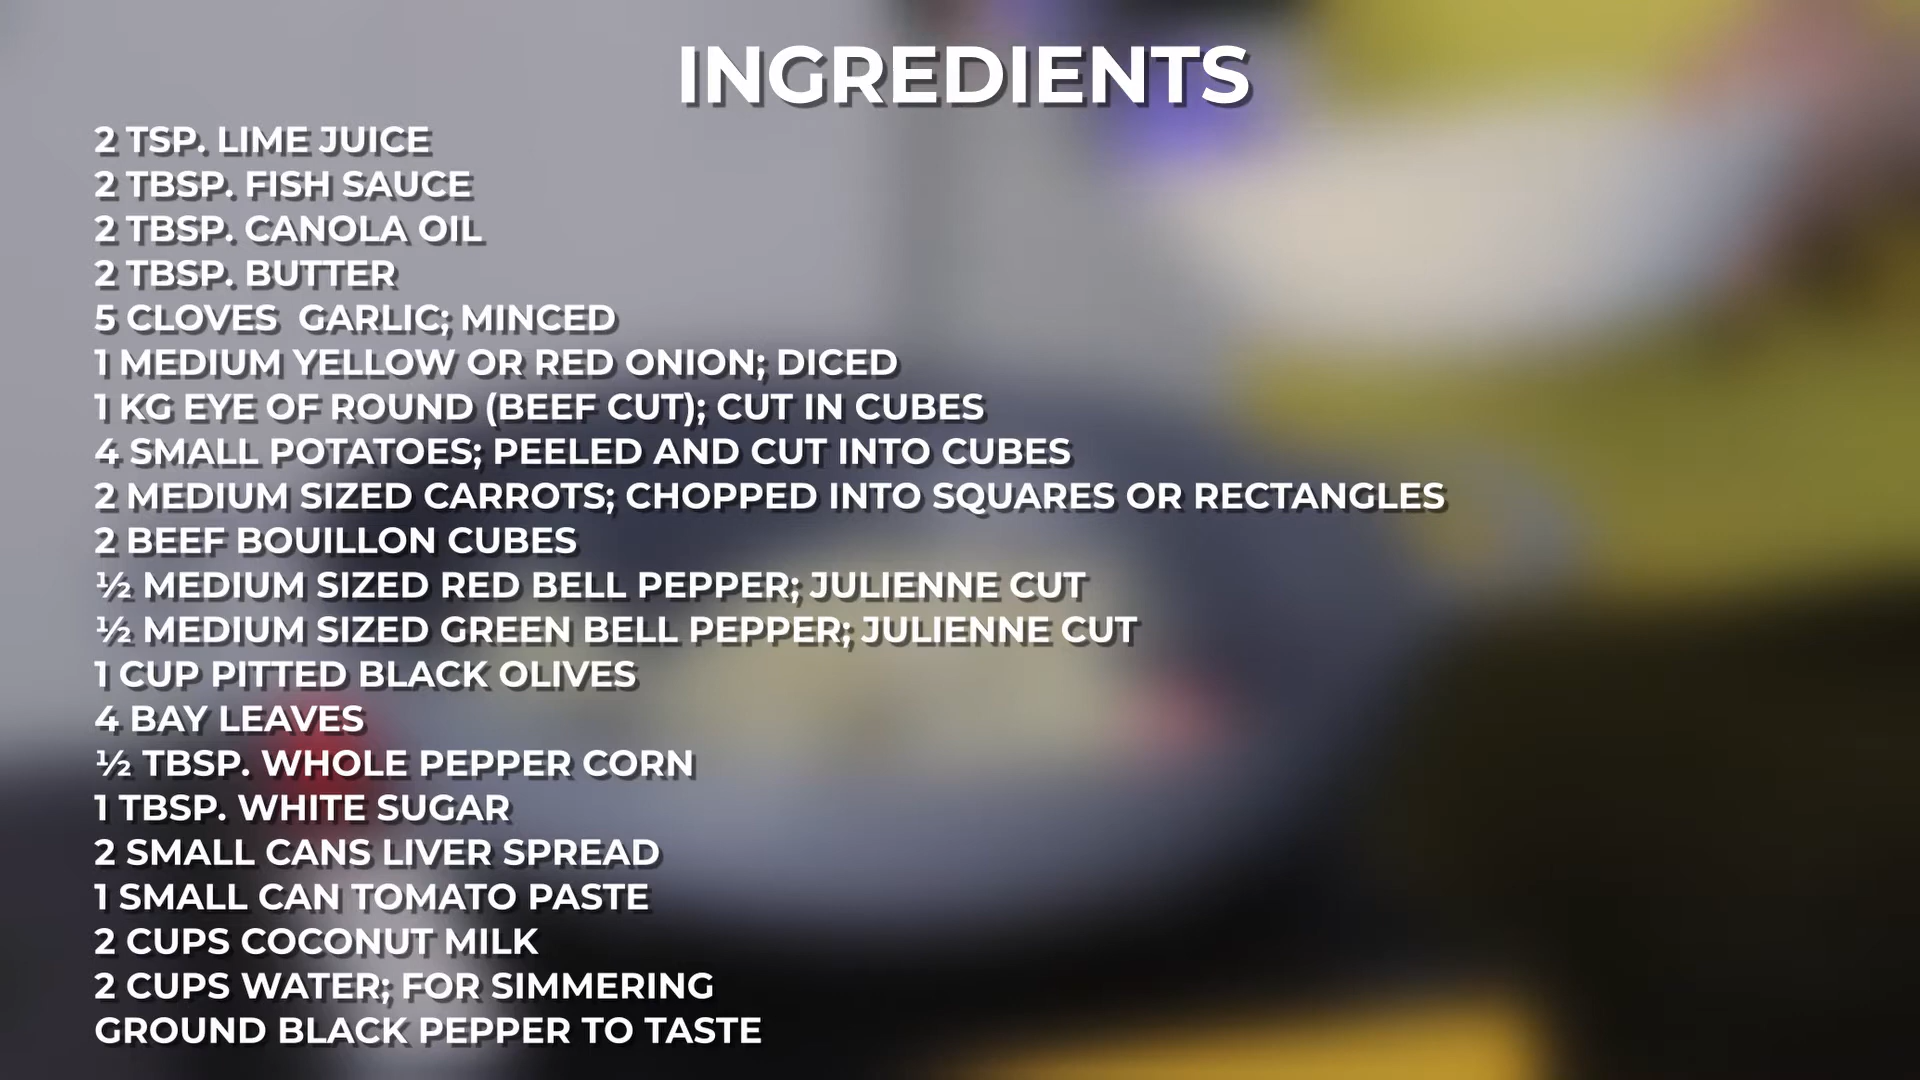 INGREDIENTS
2 TSP. LIME JUICE
2 TBSP. FISH SAUCE
2 TBSP. CANOLA OIL
2 TBSP. BUTTER
5 CLOVES  GARLIC; MINCED
1 MEDIUM YELLOW OR RED ONION; DICED
1 KG EYE OF ROUND (BEEF CUT); CUT IN CUBES
4 SMALL POTATOES; PEELED AND CUT INTO CUBES
2 MEDIUM SIZED CARROTS; CHOPPED INTO SQUARES OR RECTANGLES
2 BEEF BOUILLON CUBES
½ MEDIUM SIZED RED BELL PEPPER; JULIENNE CUT
½ MEDIUM SIZED GREEN BELL PEPPER; JULIENNE CUT
1 CUP PITTED BLACK OLIVES
4 BAY LEAVES
½ TBSP. WHOLE PEPPER CORN
1 TBSP. WHITE SUGAR
2 SMALL CANS LIVER SPREAD
1 SMALL CAN TOMATO PASTE
2 CUPS COCONUT MILK
2 CUPS WATER; FOR SIMMERING
GROUND BLACK PEPPER TO TASTE